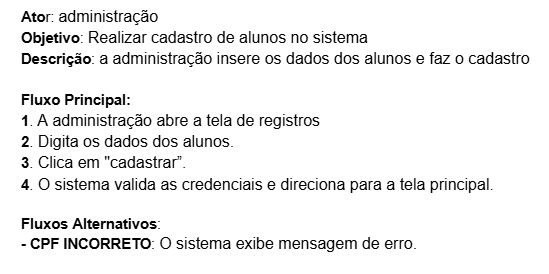 Ator: administração
Objetivo: Realizar cadastro de alunos no sistema
Descrição: a administração insere os dados dos alunos e faz o cadastro
Fluxo Principal:
1. A administração abre a tela de registros
2. Digita os dados dos alunos.
3. Clica em "cadastrar”.
4. O sistema valida as credenciais e direciona para a tela principal.
Fluxos Alternativos:
- CPF INCORRETO: O sistema exibe mensagem de erro.